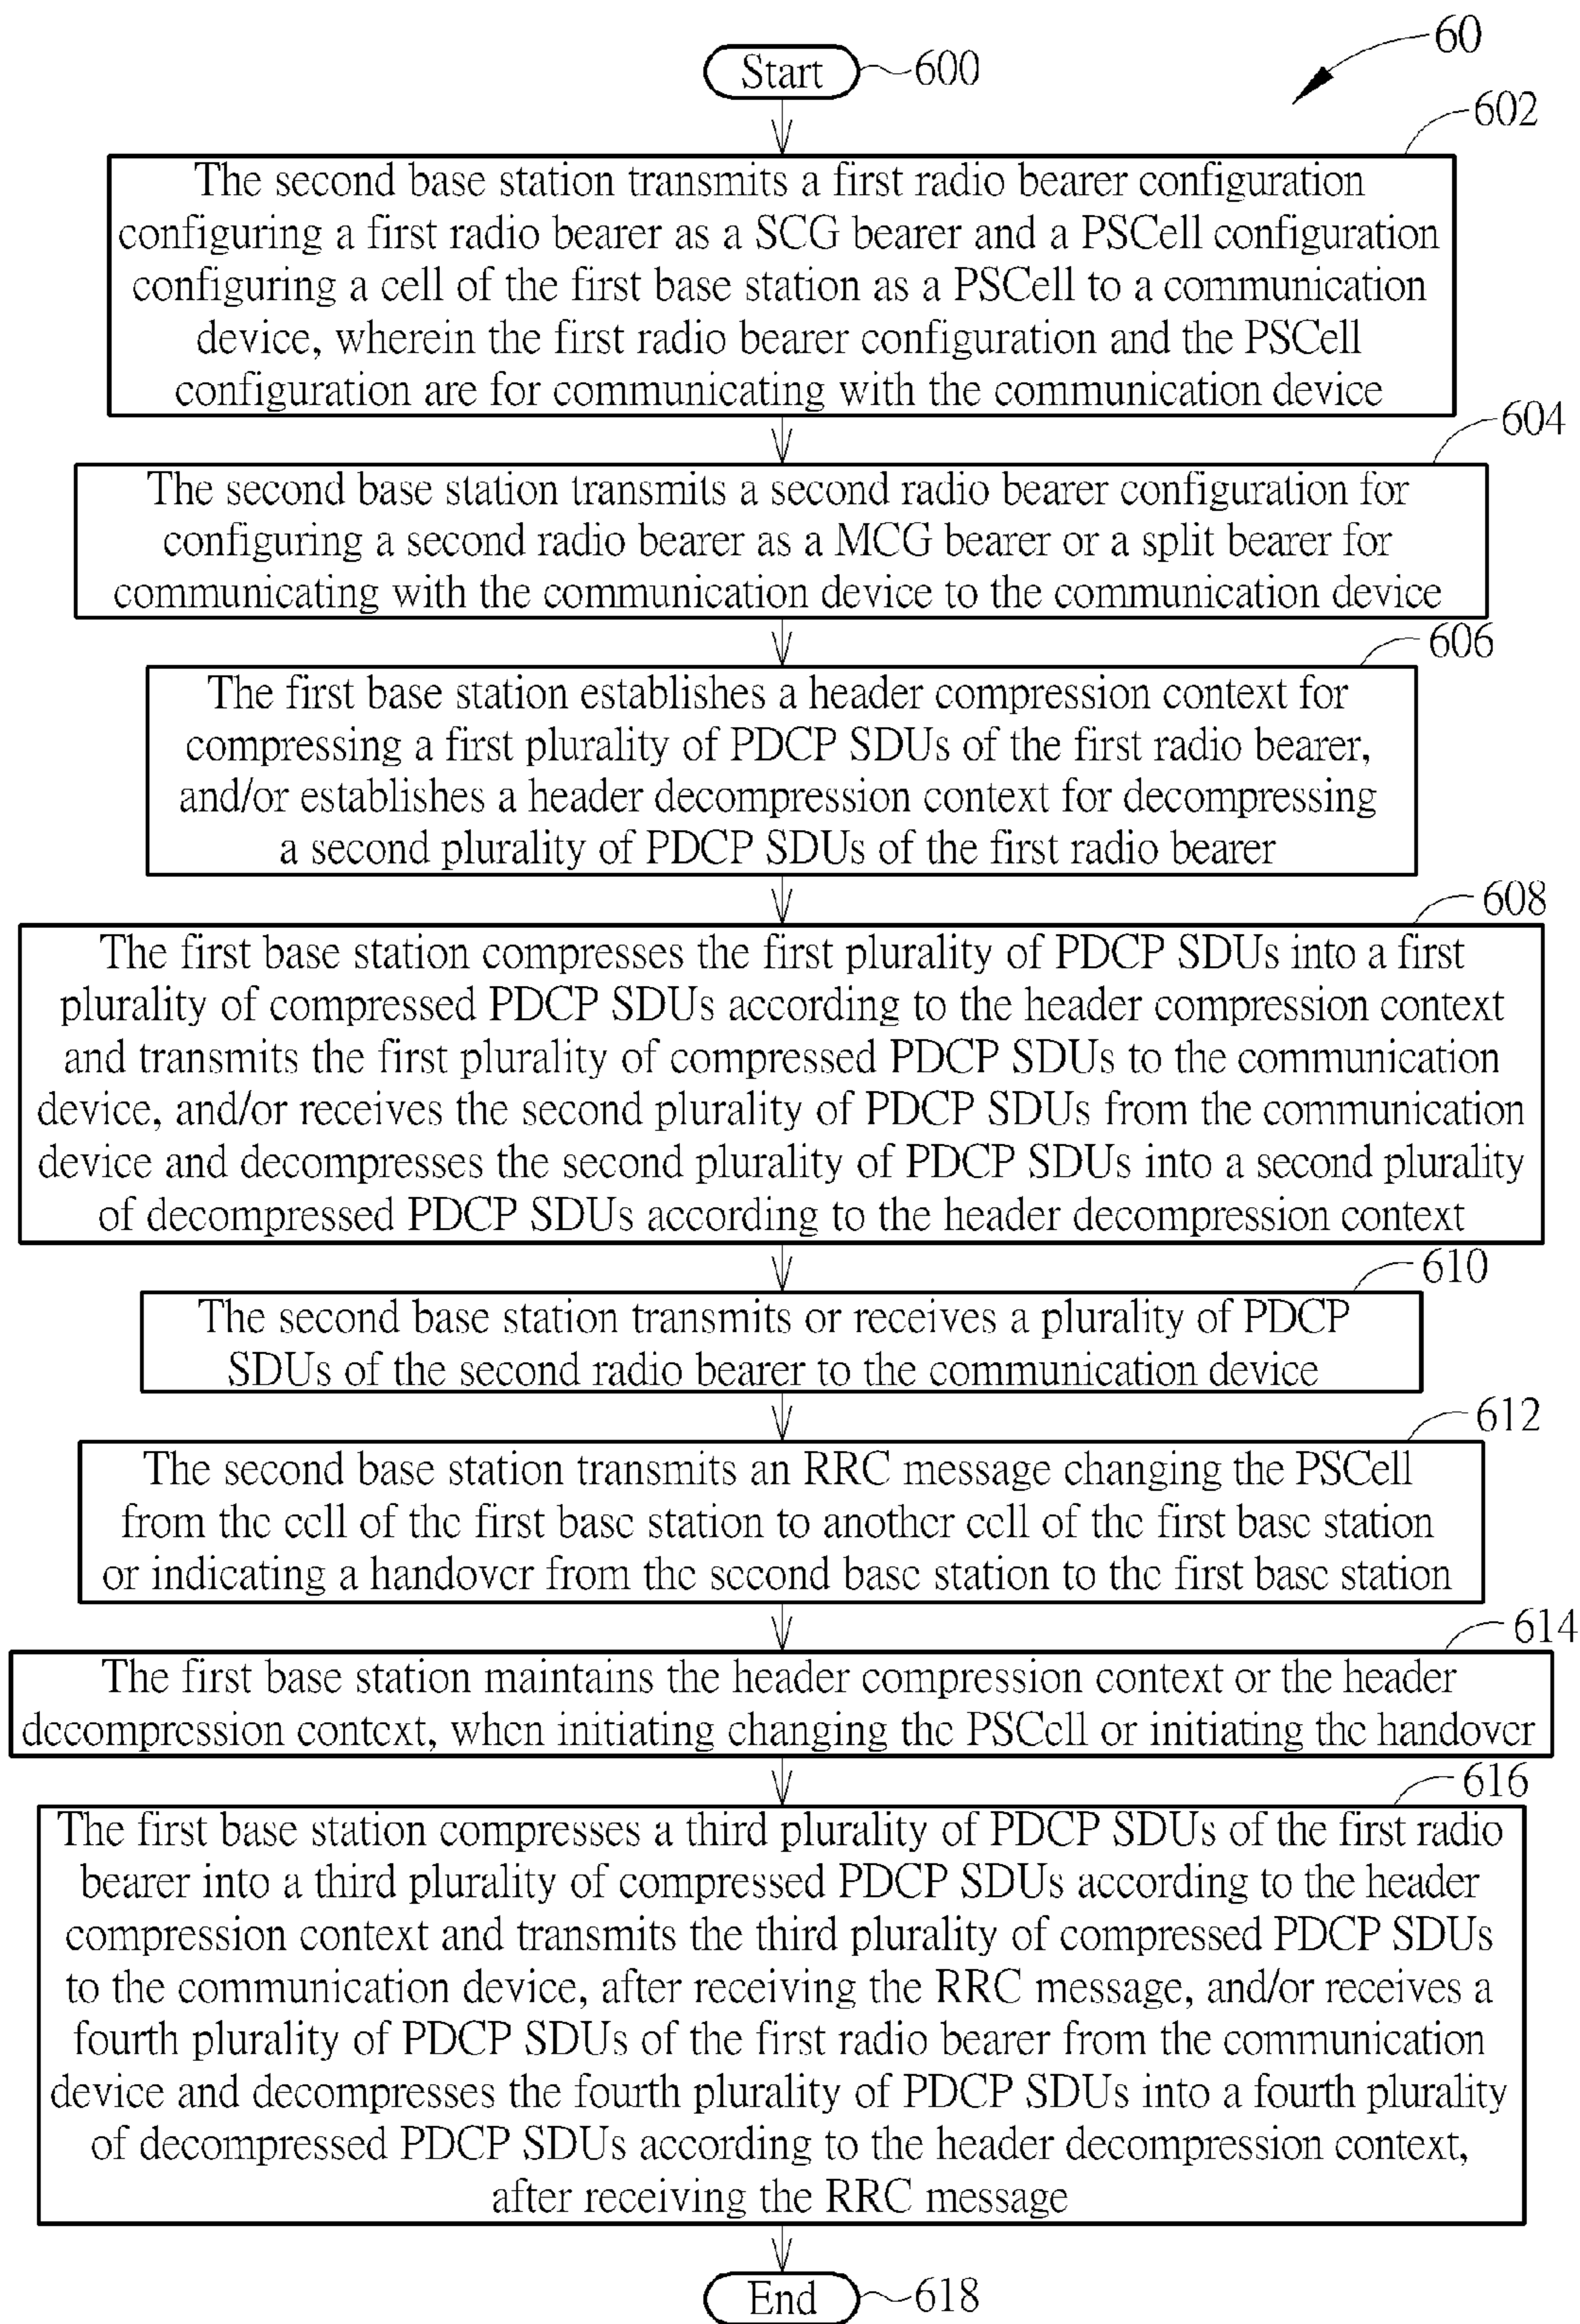 60
Start
600
602
The second base station transmits a first radio bearer configuration
configuring a first radio bearer as a SCG bearer and a PSCell configuration
configuring a cell of the first base station as a PSCell to a communication
device, wherein the first radio bearer configuration and the PSCell
configuration are for communicating with the communication device
604
The second base station transmits a second radio bearer configuration for
configuring a second radio bearer as a MCG bearer or a split bearer for
communicating with the communication device to the communication device
606
The first base station establishes a header compression context for
compressing a first plurality of PDCP SDUs of the first radio bearer,
and/or establishes a header decompression context for decompressing
a second plurality of PDCP SDUs of the first radio bearer
608
The first base station compresses the first plurality of PDCP SDUs into a first
plurality of compressed PDCP SDUs according to the header compression context
and transmits the first plurality of compressed PDCP SDUs to the communication
device, and/or receives the second plurality of PDCP SDUs from the communication
device and decompresses the second plurality of PDCP SDUs into a second plurality
of decompressed PDCP SDUs according to the header decompression context
610
The second base station transmits or receives a plurality of PDCP
SDUs of the second radio bearer to the communication device
612
The second base station transmits an RRC message changing the PSCell
from the cell of the first base station to another cell of the first base station
or indicating a handover from the second base station to the first base station
614
The first base station maintains the header compression context or the header
decompression context, when initiating changing the PSCell or initiating the handover
616
The first base station compresses a third plurality of PDCP SDUs of the first radio
bearer into a third plurality of compressed PDCP SDUs according to the header
compression context and transmits the third plurality of compressed PDCP SDUs
to the communication device, after receiving the RRC message, and/or receives a
fourth plurality of PDCP SDUs of the first radio bearer from the communication
device and decompresses the fourth plurality of PDCP SDUs into a fourth plurality
of decompressed PDCP SDUs according to the header decompression context,
after receiving the RRC message
End
618